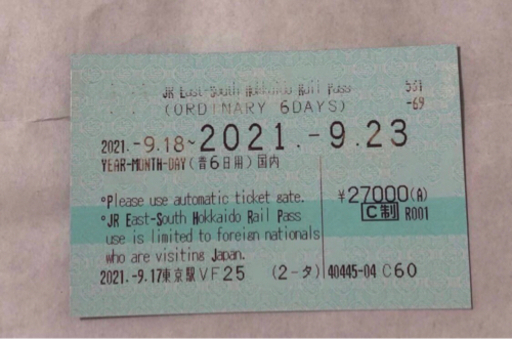 JR East-South Hokkaido Rail Pass
(ORDINARY 6DAYS)
-69
2021.-9.18~2021.-9.23
YEAR-MONTH-DAY(普6日用)国内
°Please use automatic ticket gate.
¥27000(A)
°JR East-South Hokkaido Rail Pass
C制 R001
use is limited to foreign nationals
who are visiting Japan.
2021.-9.17東京駅VF25 (2-タ) 40445-04 C60